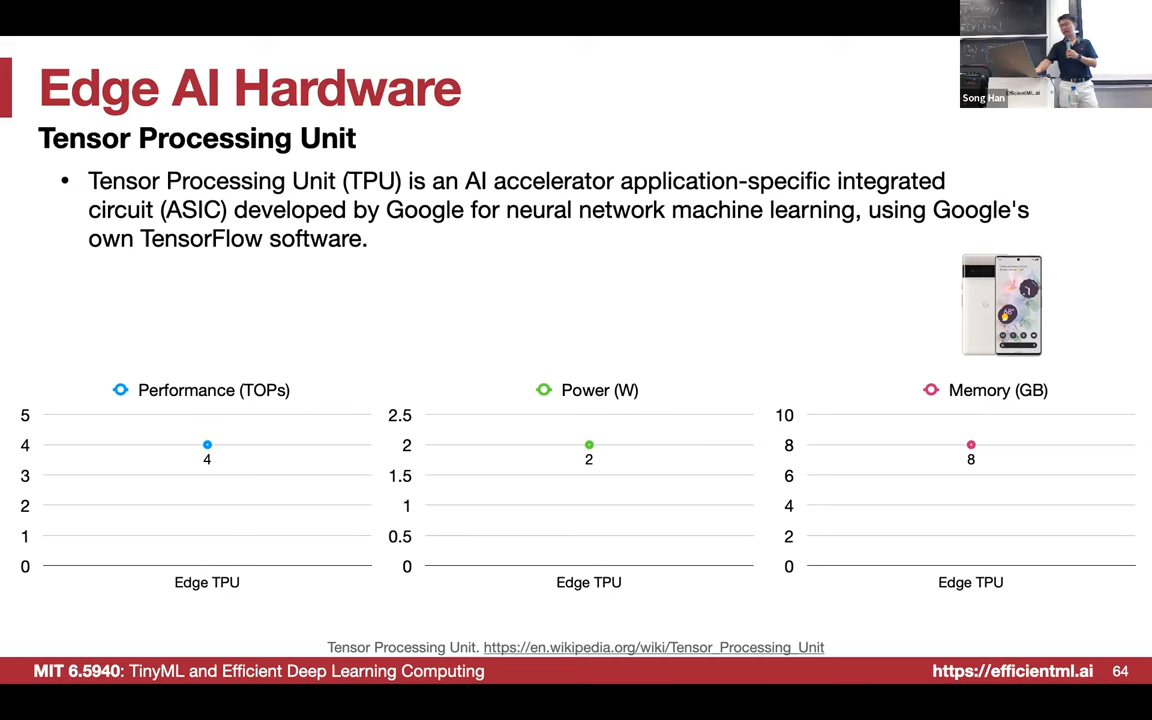 Song Han
EfficientML.ai
Edge AI Hardware
Tensor Processing Unit
• Tensor Processing Unit (TPU) is an AI accelerator application-specific integrated
circuit (ASIC) developed by Google for neural network machine learning, using Google's
own TensorFlow software.
Performance (TOPs)
5
4
3
2
1
0
4
Edge TPU
Power (W)
2.5
2
1.5
1
0.5
0
2
Edge TPU
Memory (GB)
10
8
6
4
2
0
8
Edge TPU
Tensor Processing Unit. https://en.wikipedia.org/wiki/Tensor_Processing_Unit
MIT 6.5940: TinyML and Efficient Deep Learning Computing
https://efficientml.ai
64